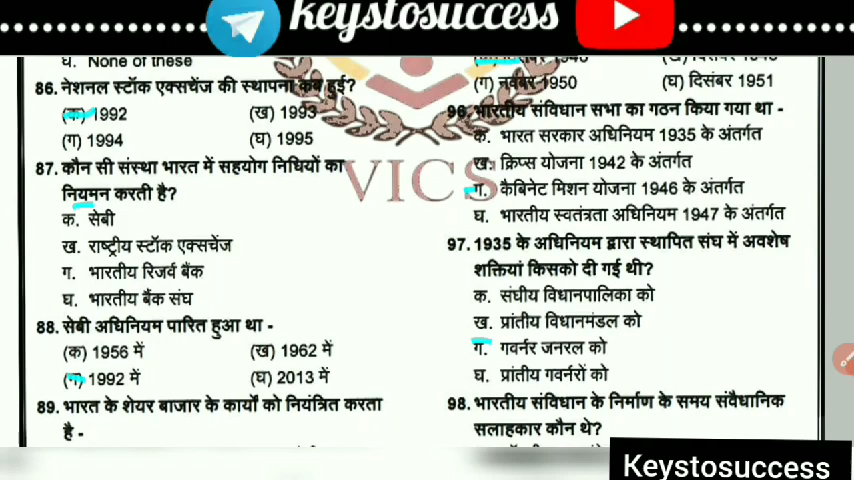 keystosuccess
घ. None of these
86. नेशनल स्टॉक एक्सचेंज की स्थापना कब हुई?
(क) 1992 (ख) 1993
(ग) 1994 (घ) 1995
87. कौन सी संस्था भारत में सहयोग निधियों का
नियमन करती है?
क. सेबी
ख. राष्ट्रीय स्टॉक एक्सचेंज
ग. भारतीय रिजर्व बैंक
घ. भारतीय बैंक संघ
88. सेबी अधिनियम पारित हुआ था -
(क) 1956 में (ख) 1962 में
(ग) 1992 में (घ) 2013 में
89. भारत के शेयर बाजार के कार्यों को नियंत्रित करता
है -
(ग) नवंबर 1950 (घ) दिसंबर 1951
96. भारतीय संविधान सभा का गठन किया गया था -
क. भारत सरकार अधिनियम 1935 के अंतर्गत
ख. क्रिप्स योजना 1942 के अंतर्गत
ग. कैबिनेट मिशन योजना 1946 के अंतर्गत
घ. भारतीय स्वतंत्रता अधिनियम 1947 के अंतर्गत
97. 1935 के अधिनियम द्वारा स्थापित संघ में अवशेष
शक्तियां किसको दी गई थी?
क. संघीय विधानपालिका को
ख. प्रांतीय विधानमंडल को
ग. गवर्नर जनरल को
घ. प्रांतीय गवर्नरों को
98. भारतीय संविधान के निर्माण के समय संवैधानिक
सलाहकार कौन थे?
VICS
Keystosuccess